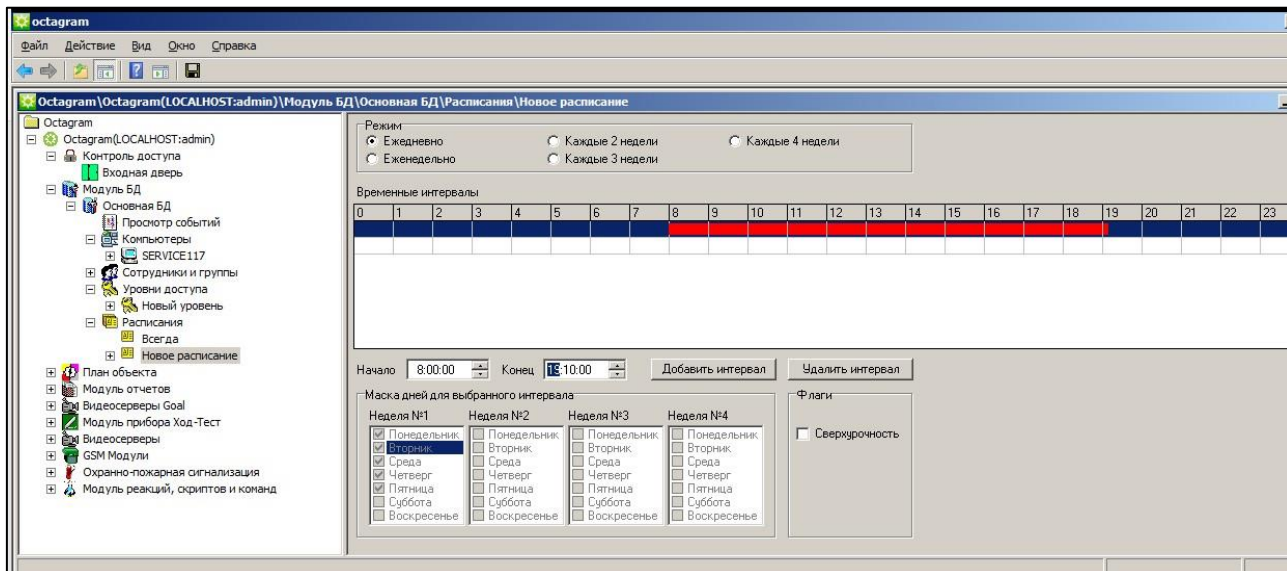 octagram
Файл Действие Вид Окно Справка
Octagram\Octagram(LOCALHOST:admin)\Модуль БД\Основная БД\Расписания\Новое расписание
Octagram
Octagram(LOCALHOST:admin)
Контроль доступа
Входная дверь
Модуль БД
Основная БД
Просмотр событий
Компьютеры
SERVICE117
Сотрудники и группы
Уровни доступа
Новый уровень
Расписания
Всегда
Новое расписание
План объекта
Модуль отчетов
Видеосерверы Goal
Модуль прибора Ход-Тест
Видеосерверы
GSM Модули
Охранно-пожарная сигнализация
Модуль реакций, скриптов и команд
Режим
Ежедневно Каждые 2 недели Каждые 4 недели
Еженедельно Каждые 3 недели
Временные интервалы
0 1 2 3 4 5 6 7 8 9 10 11 12 13 14 15 16 17 18 19 20 21 22 23
Начало 8:00:00 Конец 19:10:00 Добавить интервал Удалить интервал
Маска дней для выбранного интервала Флаги
Неделя №1 Неделя №2 Неделя №3 Неделя №4
Понедельник Понедельник Понедельник Понедельник Сверхурочность
Вторник Вторник Вторник Вторник
Среда Среда Среда Среда
Четверг Четверг Четверг Четверг
Пятница Пятница Пятница Пятница
Суббота Суббота Суббота Суббота
Воскресенье Воскресенье Воскресенье Воскресенье